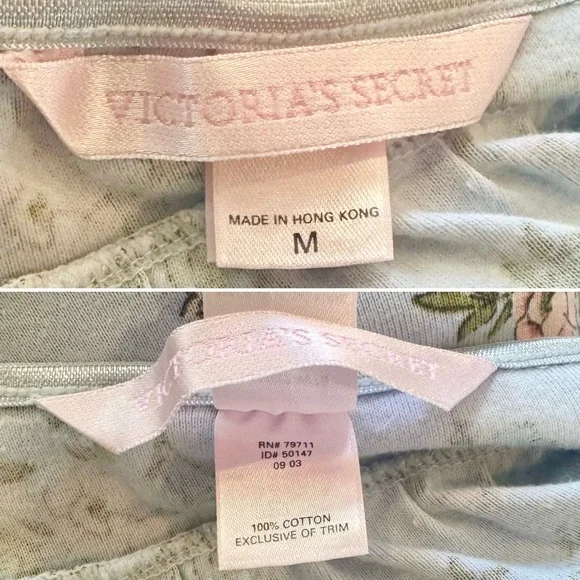 VICTORIA'S SECRET
MADE IN HONG KONG
M
VICTORIA'S SECRET
RN# 79711
ID# 50147
09 03
100% COTTON
EXCLUSIVE OF TRIM